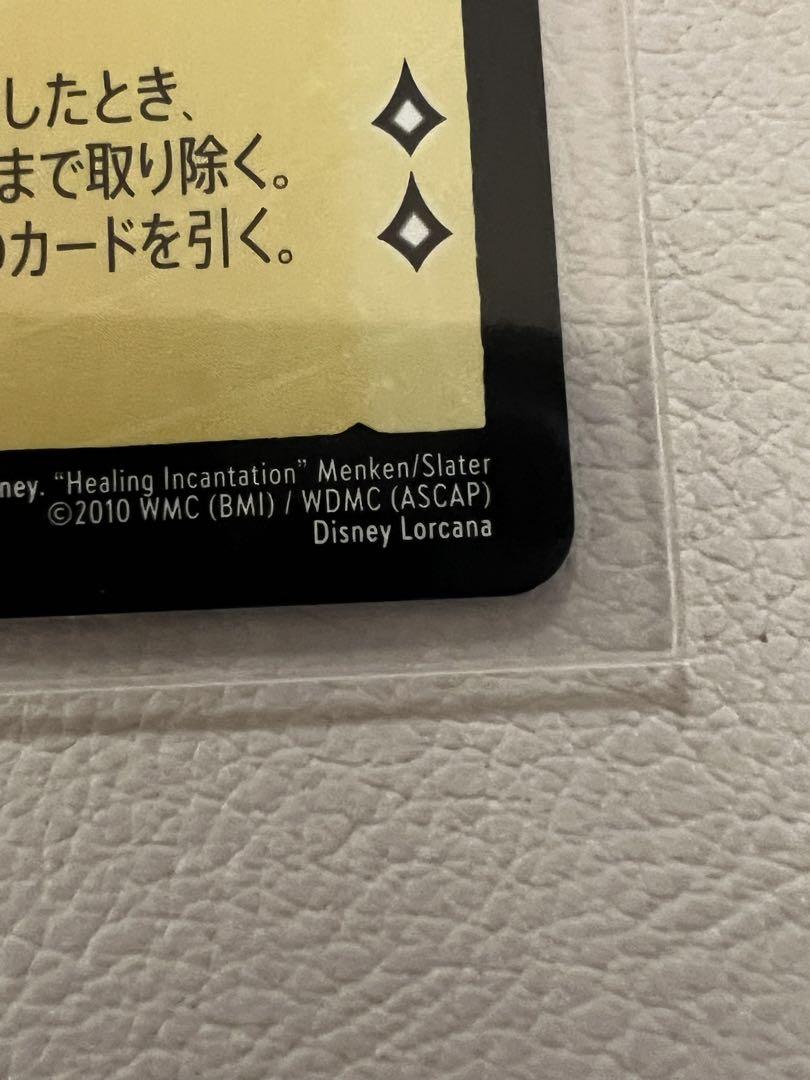 したとき、
まで取り除く。
のカードを引く。
ney. “Healing Incantation” Menken/Slater
©2010 WMC (BMI) / WDMC (ASCAP)
Disney Lorcana